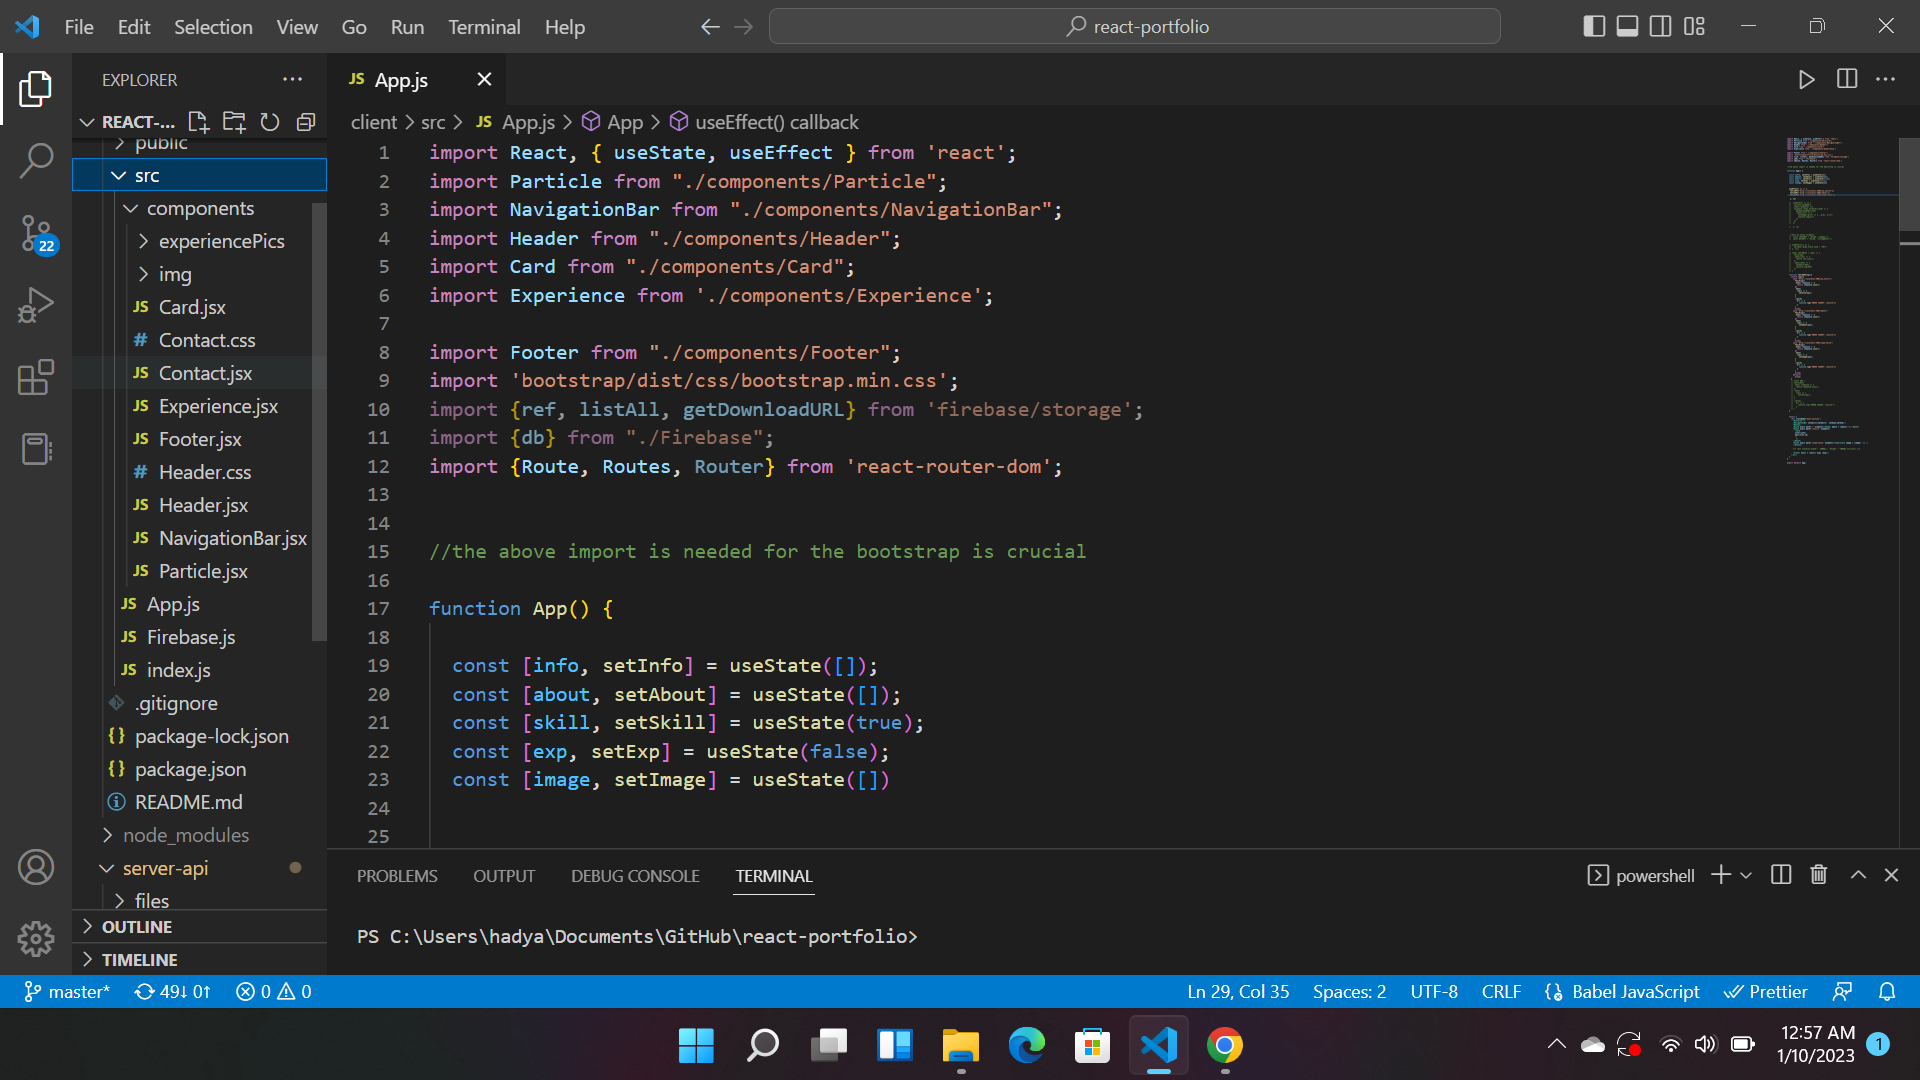 File Edit Selection View Go Run Terminal Help
react-portfolio
EXPLORER
JS App.js
REACT-...
client > src > JS App.js > App > useEffect() callback
public
src
components
experiencePics
img
JS Card.jsx
# Contact.css
JS Contact.jsx
JS Experience.jsx
JS Footer.jsx
# Header.css
JS Header.jsx
JS NavigationBar.jsx
JS Particle.jsx
JS App.js
JS Firebase.js
JS index.js
.gitignore
{} package-lock.json
{} package.json
README.md
node_modules
server-api
files
OUTLINE
TIMELINE
22
1 import React, { useState, useEffect } from 'react';
2 import Particle from "./components/Particle";
3 import NavigationBar from "./components/NavigationBar";
4 import Header from "./components/Header";
5 import Card from "./components/Card";
6 import Experience from './components/Experience';
7
8 import Footer from "./components/Footer";
9 import 'bootstrap/dist/css/bootstrap.min.css';
10 import {ref, listAll, getDownloadURL} from 'firebase/storage';
11 import {db} from "./Firebase";
12 import {Route, Routes, Router} from 'react-router-dom';
13
14
15 //the above import is needed for the bootstrap is crucial
16
17 function App() {
18
19 const [info, setInfo] = useState([]);
20 const [about, setAbout] = useState([]);
21 const [skill, setSkill] = useState(true);
22 const [exp, setExp] = useState(false);
23 const [image, setImage] = useState([])
24
25
PROBLEMS OUTPUT DEBUG CONSOLE TERMINAL
powershell
PS C:\Users\hadya\Documents\GitHub\react-portfolio>
master* 49↓ 0↑ 0 0
Ln 29, Col 35 Spaces: 2 UTF-8 CRLF Babel JavaScript Prettier
12:57 AM
1/10/2023
1